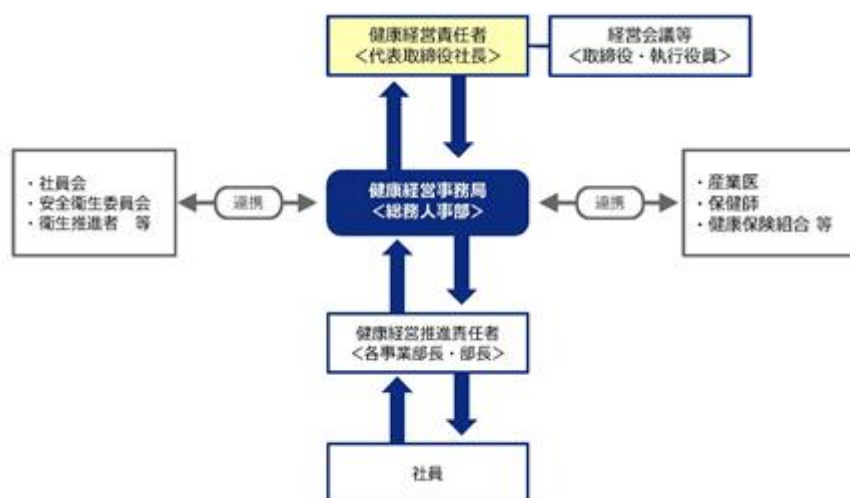 健康経営責任者
＜代表取締役社長＞
経営会議等
＜取締役・執行役員＞
・社員会
・安全衛生委員会
・衛生推進者　等
連携
健康経営事務局
＜総務人事部＞
連携
・産業医
・保健師
・健康保険組合 等
健康経営推進責任者
＜各事業部長・部長＞
社員